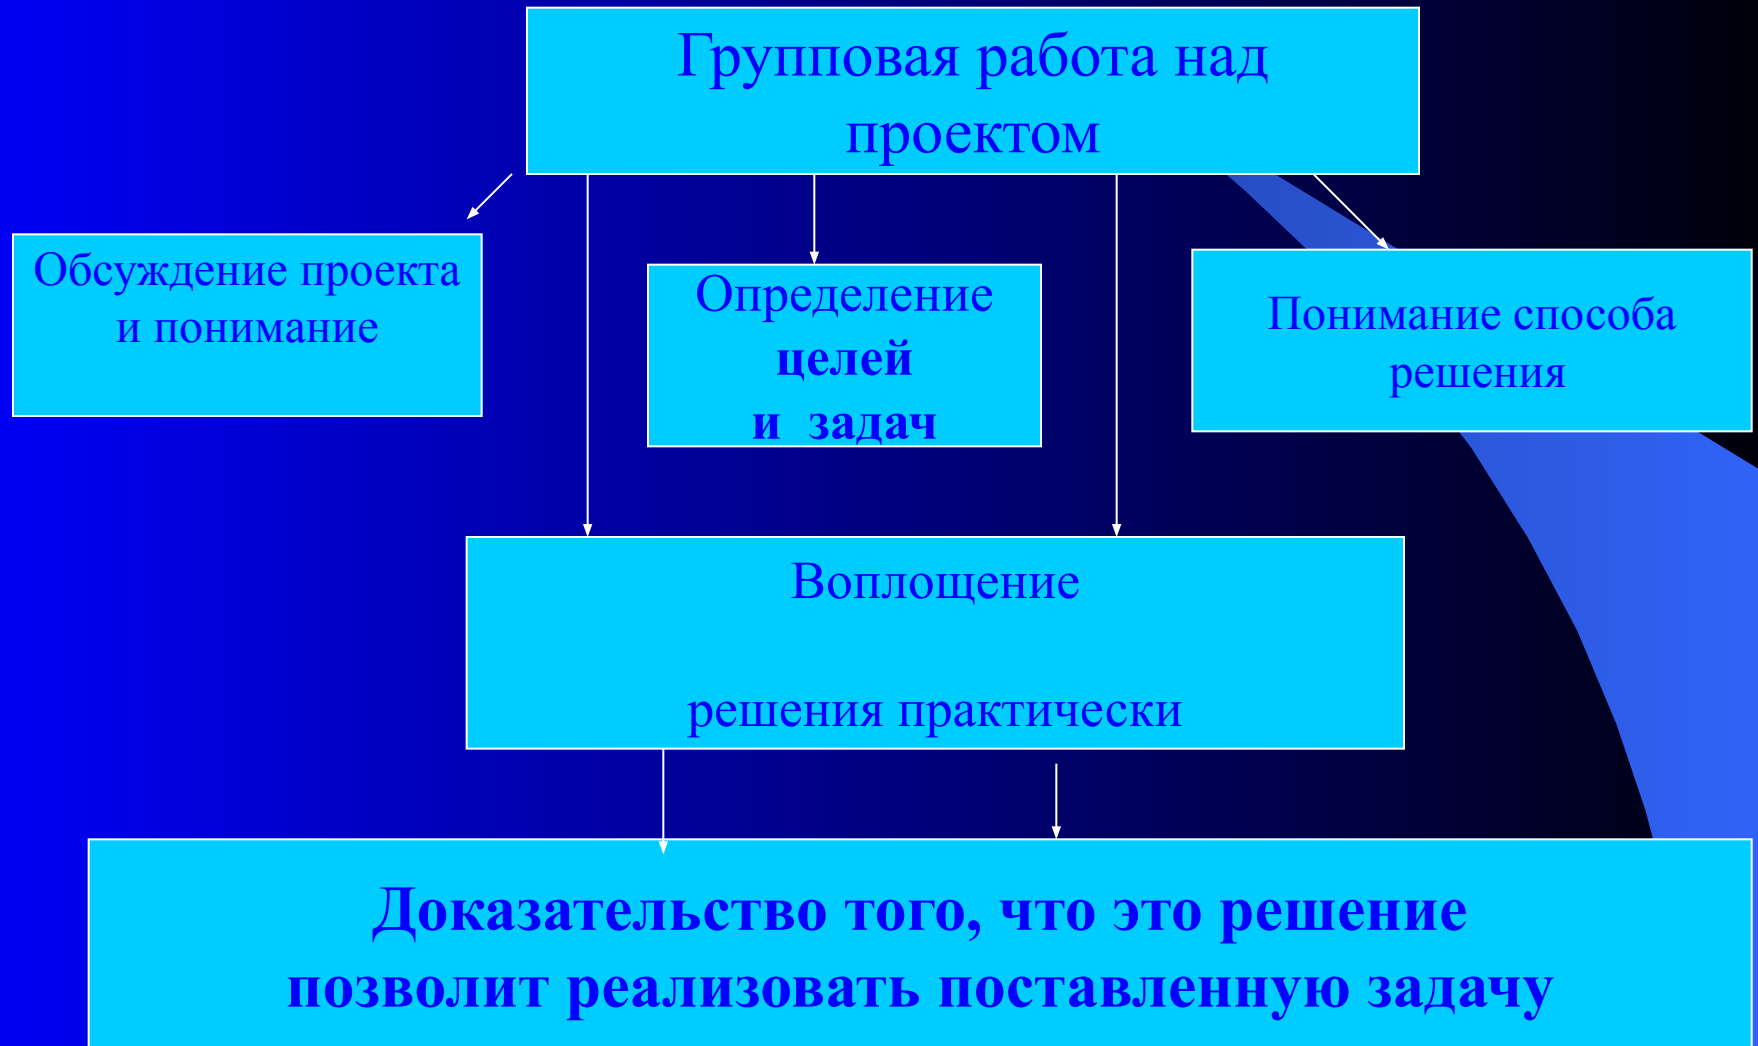 Групповая работа над
проектом
Обсуждение проекта
и понимание
Определение
целей
и задач
Понимание способа
решения
Воплощение
решения практически
Доказательство того, что это решение
позволит реализовать поставленную задачу